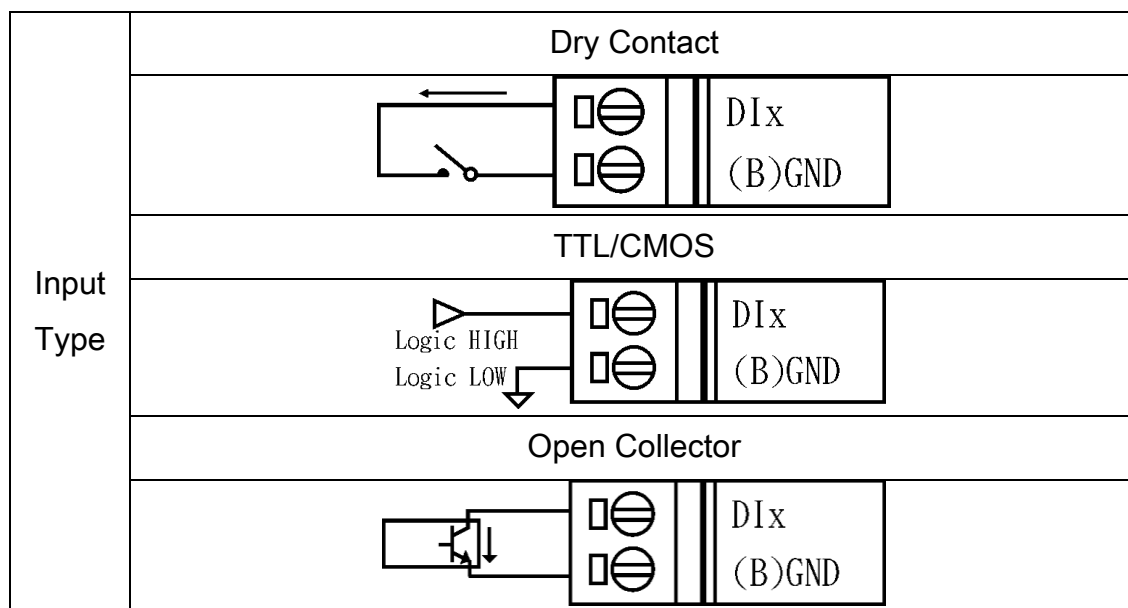 Input
Type
Dry Contact
DIx
(B)GND
TTL/CMOS
Logic HIGH
Logic LOW
DIx
(B)GND
Open Collector
DIx
(B)GND